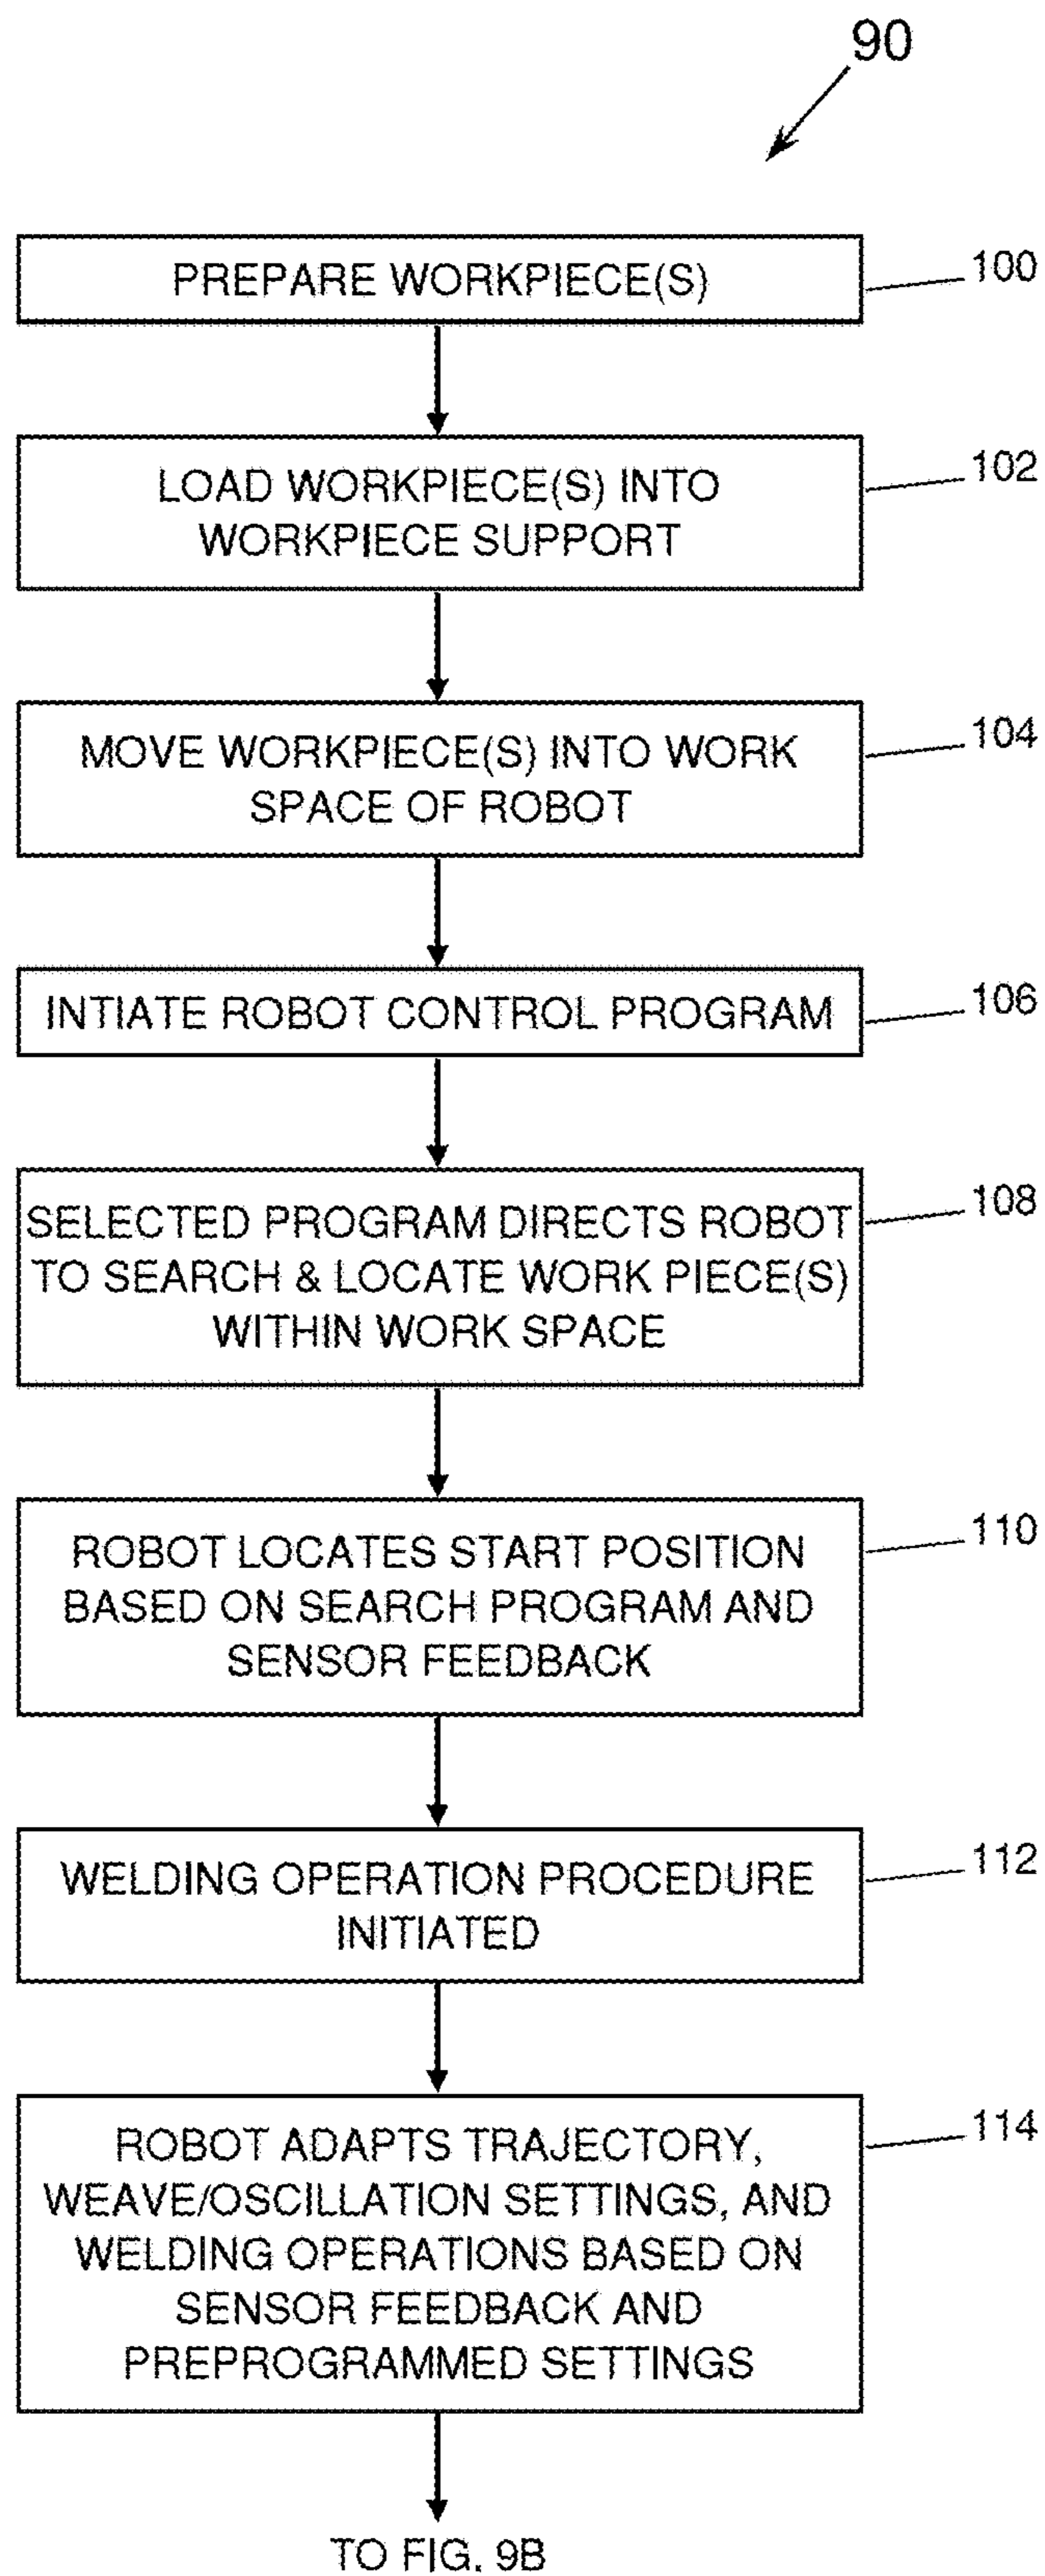 90
PREPARE WORKPIECE(S)
100
LOAD WORKPIECE(S) INTO
WORKPIECE SUPPORT
102
MOVE WORKPIECE(S) INTO WORK
SPACE OF ROBOT
104
INTIATE ROBOT CONTROL PROGRAM
106
SELECTED PROGRAM DIRECTS ROBOT
TO SEARCH & LOCATE WORK PIECE(S)
WITHIN WORK SPACE
108
ROBOT LOCATES START POSITION
BASED ON SEARCH PROGRAM AND
SENSOR FEEDBACK
110
WELDING OPERATION PROCEDURE
INITIATED
112
ROBOT ADAPTS TRAJECTORY,
WEAVE/OSCILLATION SETTINGS, AND
WELDING OPERATIONS BASED ON
SENSOR FEEDBACK AND
PREPROGRAMMED SETTINGS
114
TO FIG. 9B